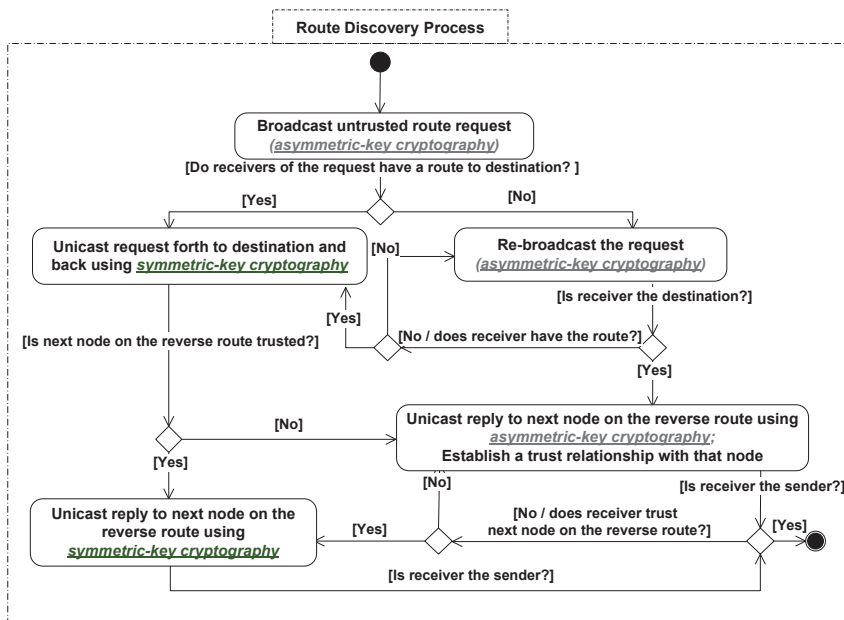 Route Discovery Process
Broadcast untrusted route request
(asymmetric-key cryptography)
[Do receivers of the request have a route to destination? ]
[Yes]
[No]
Unicast request forth to destination and
back using symmetric-key cryptography
[No]
Re-broadcast the request
(asymmetric-key cryptography)
[Is receiver the destination?]
[Yes]
[Is next node on the reverse route trusted?]
[No / does receiver have the route?]
[Yes]
Unicast reply to next node on the reverse route using
asymmetric-key cryptography;
Establish a trust relationship with that node
[No]
[Yes]
[No]
[Is receiver the sender?]
Unicast reply to next node on the
reverse route using
symmetric-key cryptography
[Yes]
[No / does receiver trust
next node on the reverse route?]
[Yes]
[Is receiver the sender?]